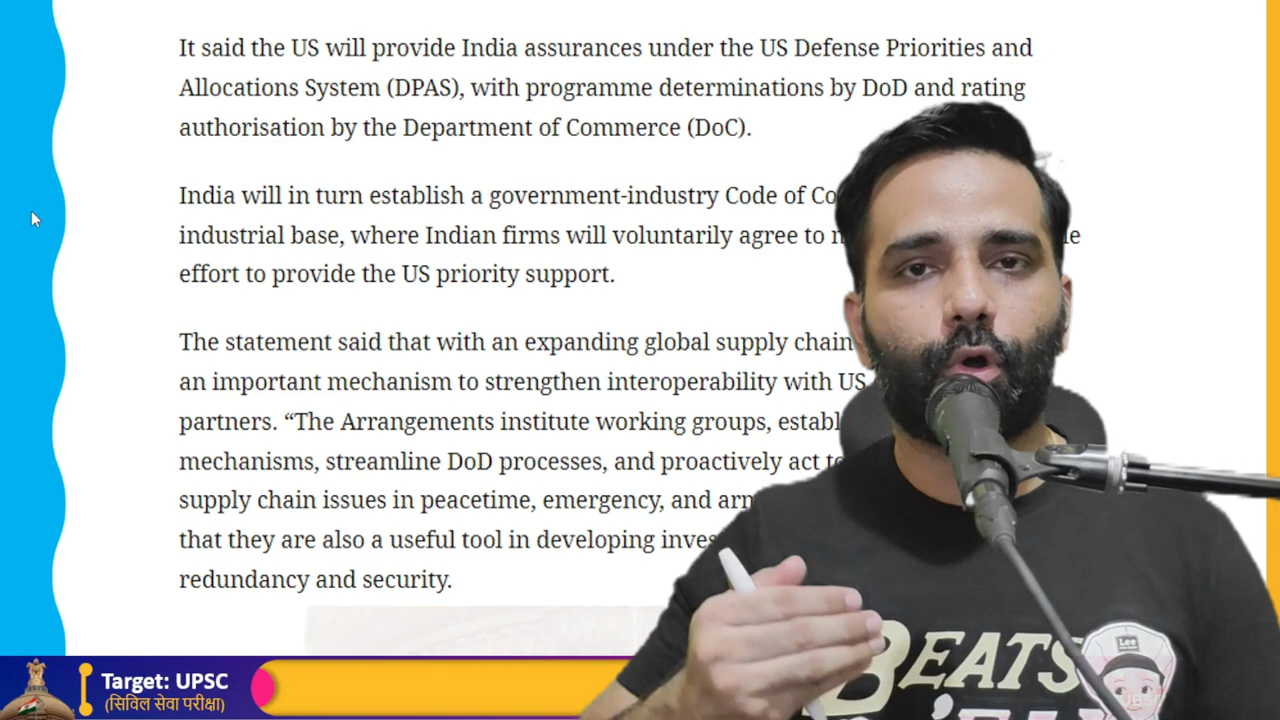 It said the US will provide India assurances under the US Defense Priorities and
Allocations System (DPAS), with programme determinations by DoD and rating
authorisation by the Department of Commerce (DoC).
India will in turn establish a government-industry Code of
industrial base, where Indian firms will voluntarily agree to
effort to provide the US priority support.
The statement said that with an expanding global supply chain
an important mechanism to strengthen interoperability with US
partners. “The Arrangements institute working groups,
mechanisms, streamline DoD processes, and proactively act
supply chain issues in peacetime, emergency, and
that they are also a useful tool in developing
redundancy and security.
BEATS
Lee
Target: UPSC
(सिविल सेवा परीक्षा)